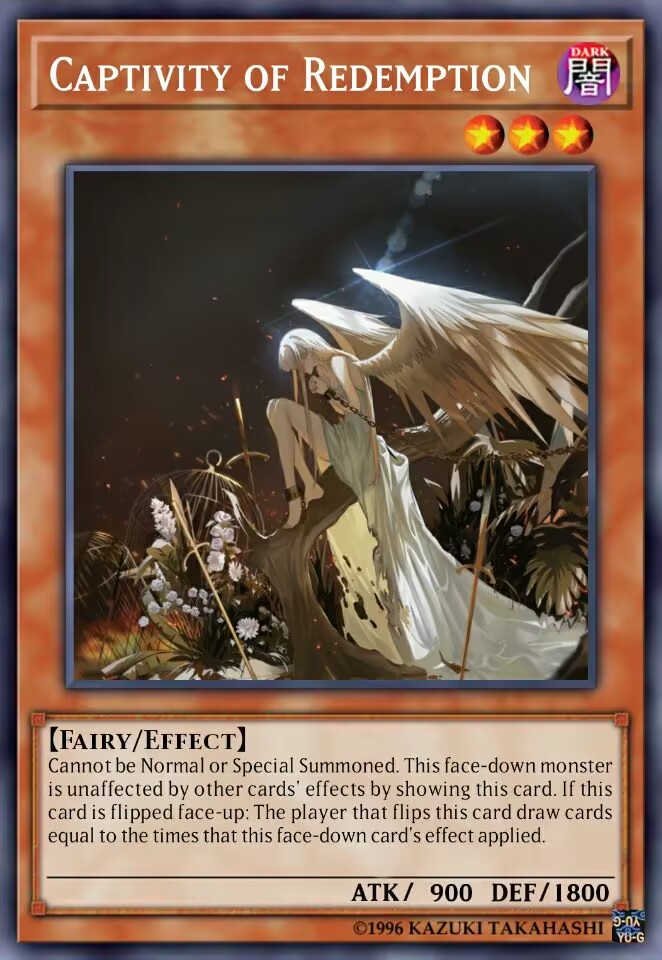 CAPTIVITY OF REDEMPTION
DARK
闇
【FAIRY/EFFECT】
Cannot be Normal or Special Summoned. This face-down monster
is unaffected by other cards' effects by showing this card. If this
card is flipped face-up: The player that flips this card draw cards
equal to the times that this face-down card's effect applied.
ATK/ 900 DEF/1800
©1996 KAZUKI TAKAHASHI